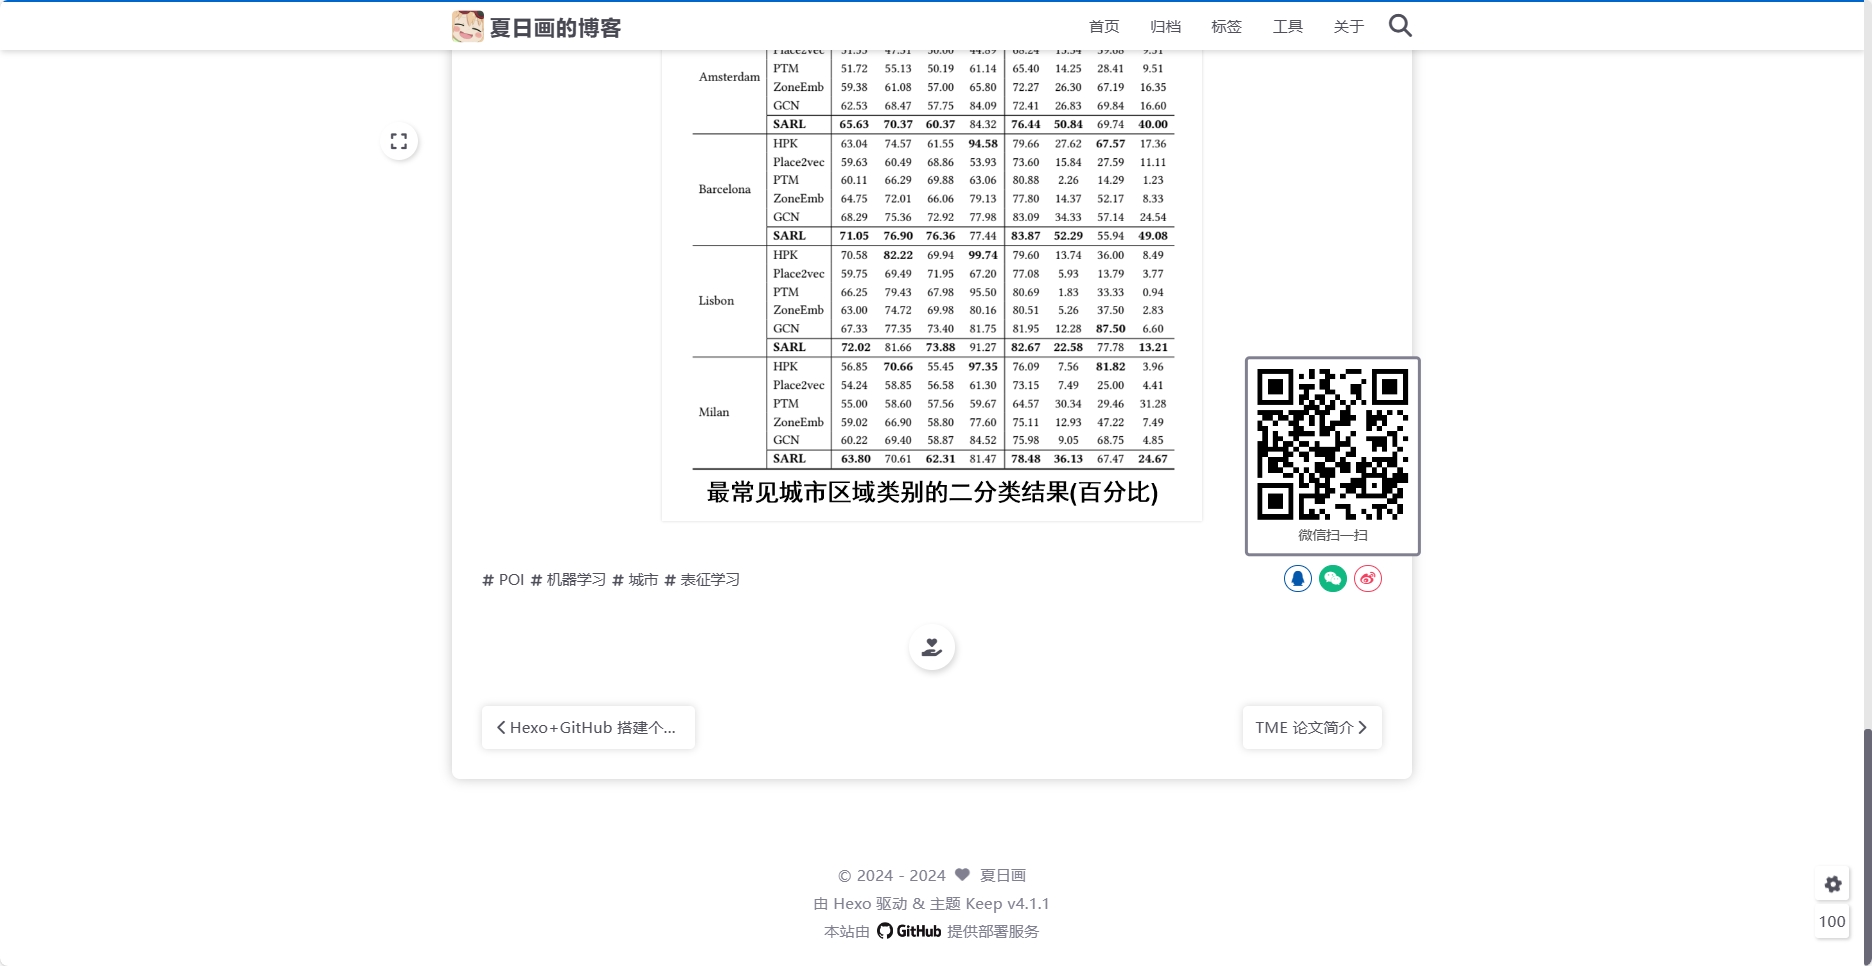 夏日画的博客 首页 归档 标签 工具 关于
PTM 51.72 55.13 50.19 61.14 65.40 14.25 28.41 9.51
Amsterdam
ZoneEmb 59.38 61.08 57.00 65.80 72.27 26.30 67.19 16.35
GCN 62.53 68.47 57.75 84.09 72.41 26.83 69.84 16.60
SARL 65.63 70.37 60.37 84.32 76.44 50.84 69.74 40.00
HPK 63.04 74.57 61.55 94.58 79.66 27.62 67.57 17.36
Place2vec 59.63 60.49 68.86 53.93 73.60 15.84 27.59 11.11
PTM 60.11 66.29 69.88 63.06 80.88 2.26 14.29 1.23
Barcelona
ZoneEmb 64.75 72.01 66.06 79.13 77.80 14.37 52.17 8.33
GCN 68.29 75.36 72.92 77.98 83.09 34.33 57.14 24.54
SARL 71.05 76.90 76.36 77.44 83.87 52.29 55.94 49.08
HPK 70.58 82.22 69.94 99.74 79.60 13.74 36.00 8.49
Place2vec 59.75 69.49 71.95 67.20 77.08 5.93 13.79 3.77
PTM 66.25 79.43 67.98 95.50 80.69 1.83 33.33 0.94
Lisbon
ZoneEmb 63.00 74.72 69.98 80.16 80.51 5.26 37.50 2.83
GCN 67.33 77.35 73.40 81.75 81.95 12.28 87.50 6.60
SARL 72.02 81.66 73.88 91.27 82.67 22.58 77.78 13.21
HPK 56.85 70.66 55.45 97.35 76.09 7.56 81.82 3.96
Place2vec 54.24 58.85 56.58 61.30 73.15 7.49 25.00 4.41
PTM 55.00 58.60 57.56 59.67 64.57 30.34 29.46 31.28
Milan
ZoneEmb 59.02 66.90 58.80 77.60 75.11 12.93 47.22 7.49
GCN 60.22 69.40 58.87 84.52 75.98 9.05 68.75 4.85
SARL 63.80 70.61 62.31 81.47 78.48 36.13 67.47 24.67
最常见城市区域类别的二分类结果(百分比)
微信扫一扫
# POI # 机器学习 # 城市 # 表征学习
Hexo+GitHub 搭建个...
TME 论文简介
© 2024 - 2024 夏日画
由 Hexo 驱动 & 主题 Keep v4.1.1
本站由 GitHub 提供部署服务
100